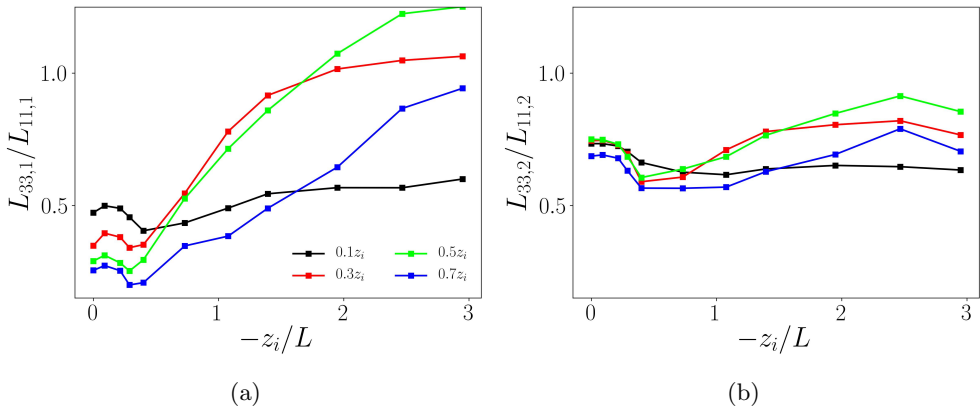 L_{33,1}/L_{11,1}
1.0
0.5
0.1z_i
0.3z_i
0.5z_i
0.7z_i
0 1 2 3
−z_i/L
(a)
L_{33,2}/L_{11,2}
1.0
0.5
0 1 2 3
−z_i/L
(b)